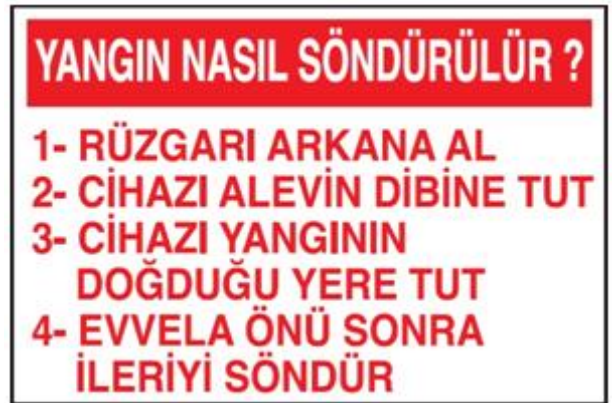 YANGIN NASIL SÖNDÜRÜLÜR ?
1- RÜZGARI ARKANA AL
2- CİHAZI ALEVİN DİBİNE TUT
3- CİHAZI YANGININ
DOĞDUĞU YERE TUT
4- EVVELA ÖNÜ SONRA
İLERİYİ SÖNDÜR